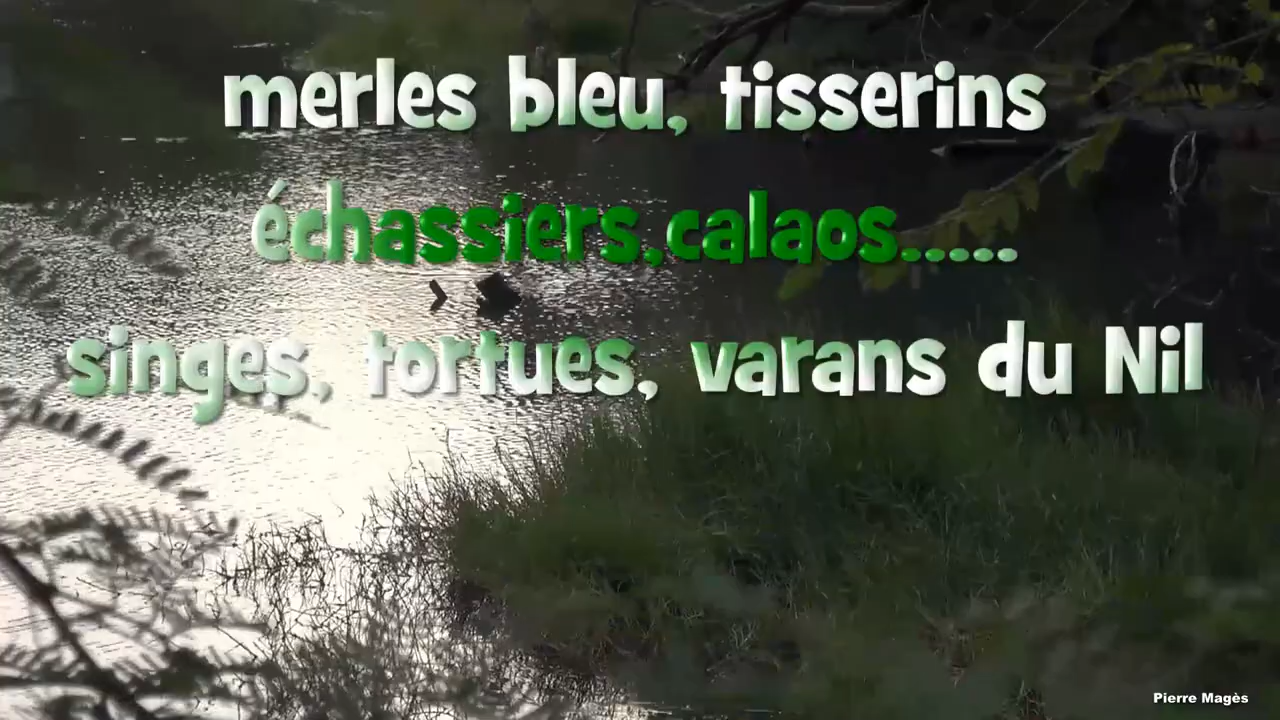 merles bleu, tisserins
échassiers,calaos.....
singes, tortues, varans du Nil
Pierre Magès